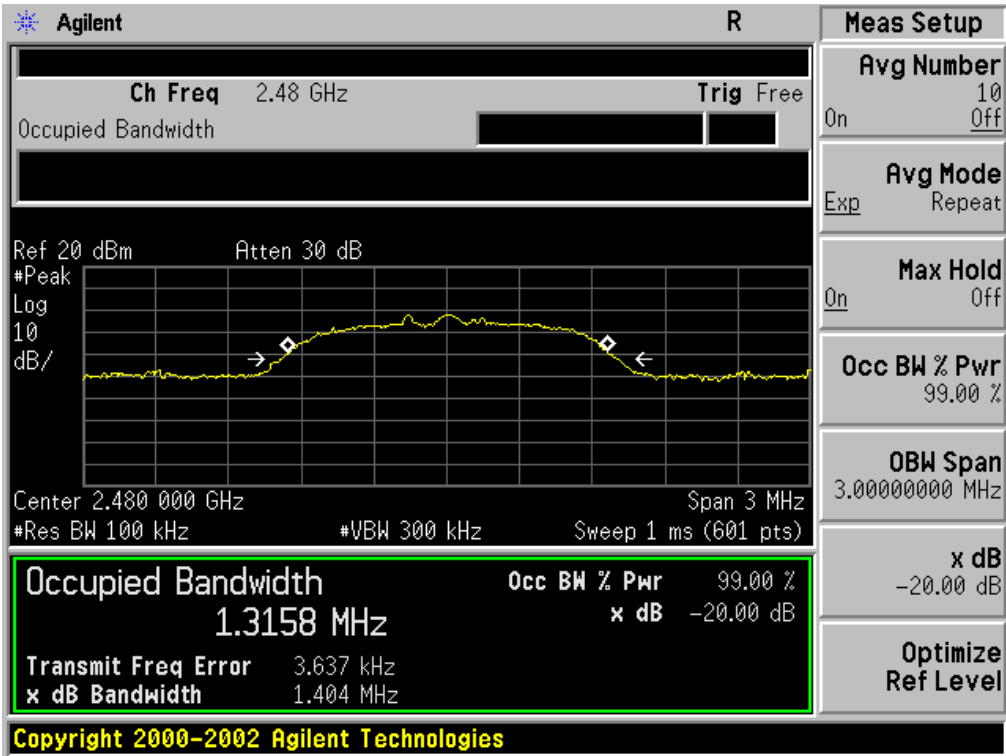 Agilent R
Ch Freq 2.48 GHz Trig Free
Occupied Bandwidth
Ref 20 dBm Atten 30 dB
#Peak
Log
10
dB/
Center 2.480 000 GHz Span 3 MHz
#Res BW 100 kHz #VBW 300 kHz Sweep 1 ms (601 pts)
Occupied Bandwidth Occ BW % Pwr 99.00 %
1.3158 MHz x dB -20.00 dB
Transmit Freq Error 3.637 kHz
x dB Bandwidth 1.404 MHz
Copyright 2000-2002 Agilent Technologies
Meas Setup
Avg Number
10
On Off
Avg Mode
Exp Repeat
Max Hold
On Off
Occ BW % Pwr
99.00 %
OBW Span
3.00000000 MHz
x dB
-20.00 dB
Optimize
Ref Level